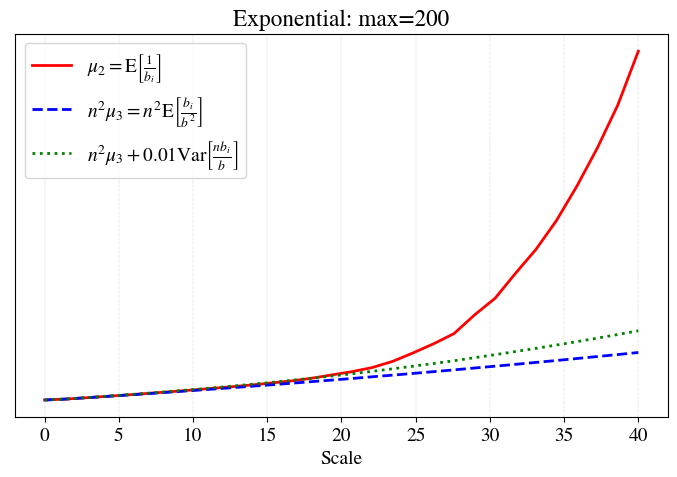 Exponential: max=200
μ₂ = E[1/bᵢ]
n²μ₃ = n²E[bᵢ/b²]
n²μ₃ + 0.01Var[nbᵢ/b]
0 5 10 15 20 25 30 35 40
Scale